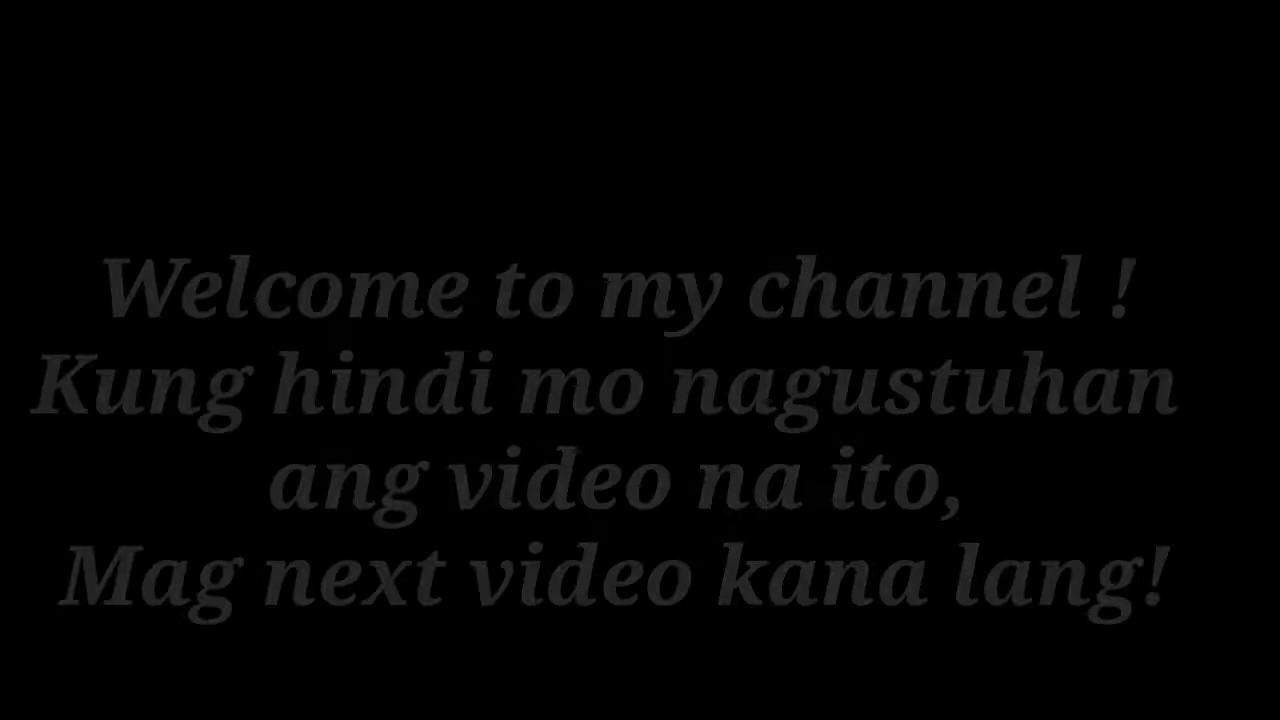 Welcome to my channel !
Kung hindi mo nagustuhan
ang video na ito,
Mag next video kana lang!